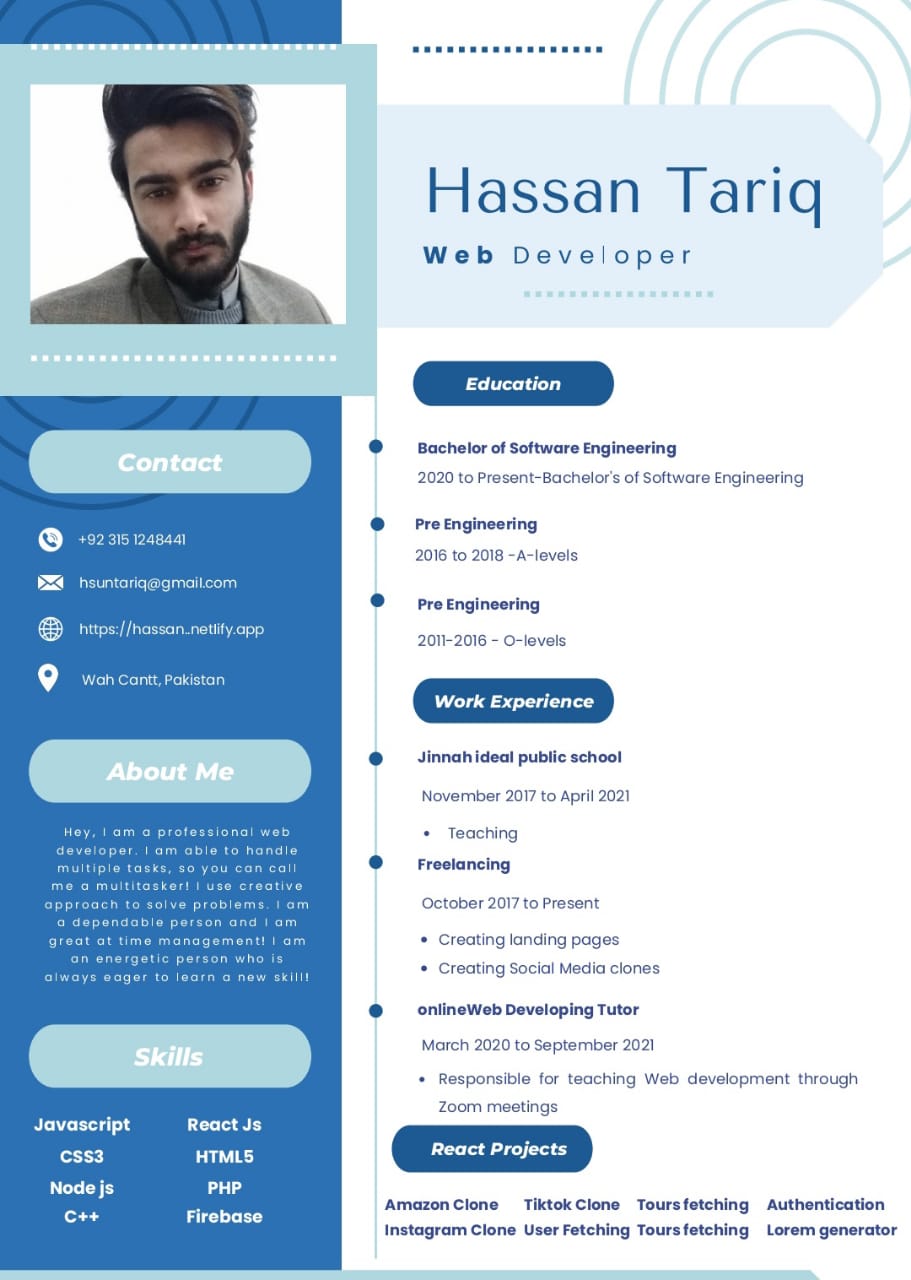 Hassan Tariq
Web Developer
Contact
+92 315 1248441
hsuntariq@gmail.com
https://hassan..netlify.app
Wah Cantt, Pakistan
About Me
Hey, I am a professional web
developer. I am able to handle
multiple tasks, so you can call
me a multitasker! I use creative
approach to solve problems. I am
a dependable person and I am
great at time management! I am
an energetic person who is
always eager to learn a new skill!
Skills
Javascript React Js
CSS3 HTML5
Node js PHP
C++ Firebase
Education
Bachelor of Software Engineering
2020 to Present-Bachelor's of Software Engineering
Pre Engineering
2016 to 2018 -A-levels
Pre Engineering
2011-2016 - O-levels
Work Experience
Jinnah ideal public school
November 2017 to April 2021
• Teaching
Freelancing
October 2017 to Present
• Creating landing pages
• Creating Social Media clones
onlineWeb Developing Tutor
March 2020 to September 2021
• Responsible for teaching Web development through
Zoom meetings
React Projects
Amazon Clone Tiktok Clone Tours fetching Authentication
Instagram Clone User Fetching Tours fetching Lorem generator